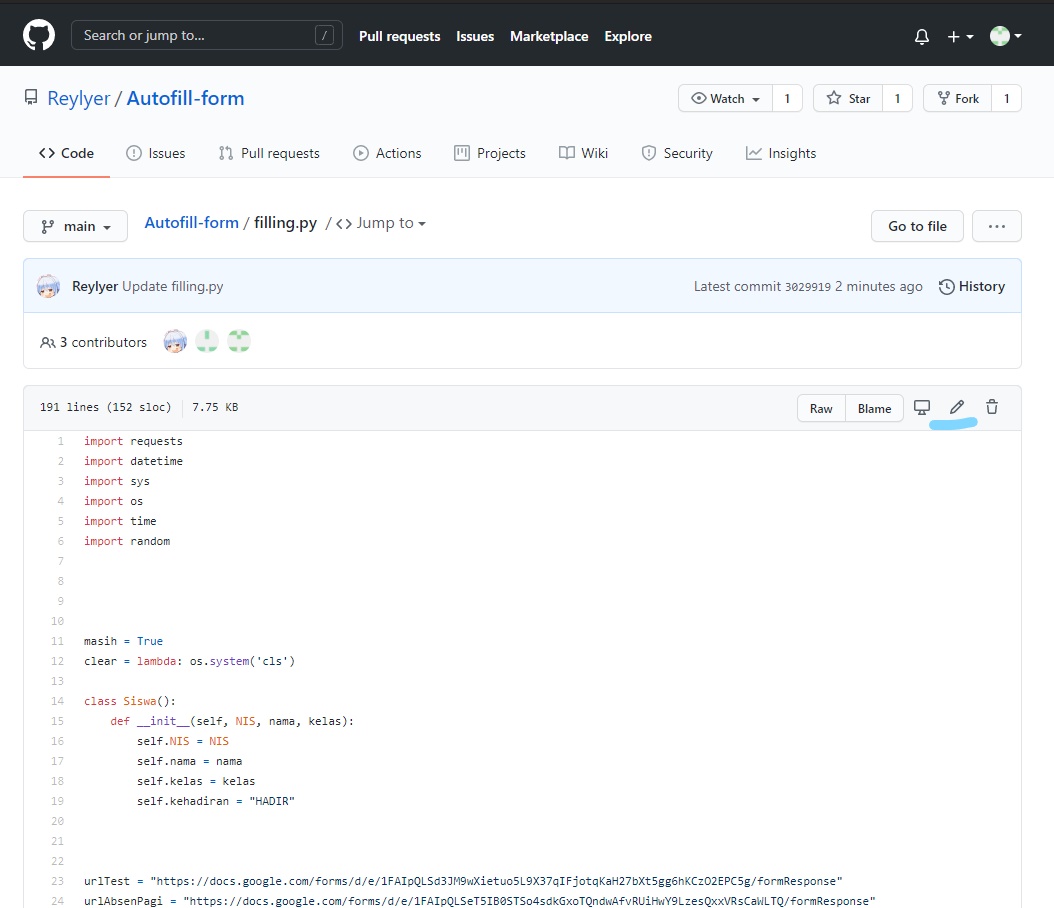 Search or jump to... /
Pull requests Issues Marketplace Explore
Reylyer / Autofill-form
Watch 1 Star 1 Fork 1
Code Issues Pull requests Actions Projects Wiki Security Insights
main Autofill-form / filling.py / Jump to Go to file ...
Reylyer Update filling.py Latest commit 3029919 2 minutes ago History
3 contributors
191 lines (152 sloc) 7.75 KB Raw Blame
1 import requests
2 import datetime
3 import sys
4 import os
5 import time
6 import random
7
8
9
10
11 masih = True
12 clear = lambda: os.system('cls')
13
14 class Siswa():
15 def __init__(self, NIS, nama, kelas):
16 self.NIS = NIS
17 self.nama = nama
18 self.kelas = kelas
19 self.kehadiran = "HADIR"
20
21
22
23 urlTest = "https://docs.google.com/forms/d/e/1FAIpQLSd3JM9wXietuo5L9X37qIFjotqKaH27bXt5gg6hKCzO2EPC5g/formResponse"
24 urlAbsenPagi = "https://docs.google.com/forms/d/e/1FAIpQLSeT5IB0STSo4sdkGxoTQndwAfvRUiHwY9LzesQxxVRsCaWLTQ/formResponse"